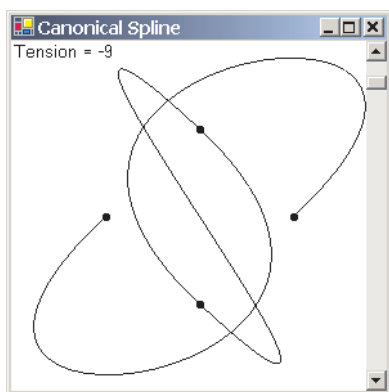 Canonical Spline
Tension = -9